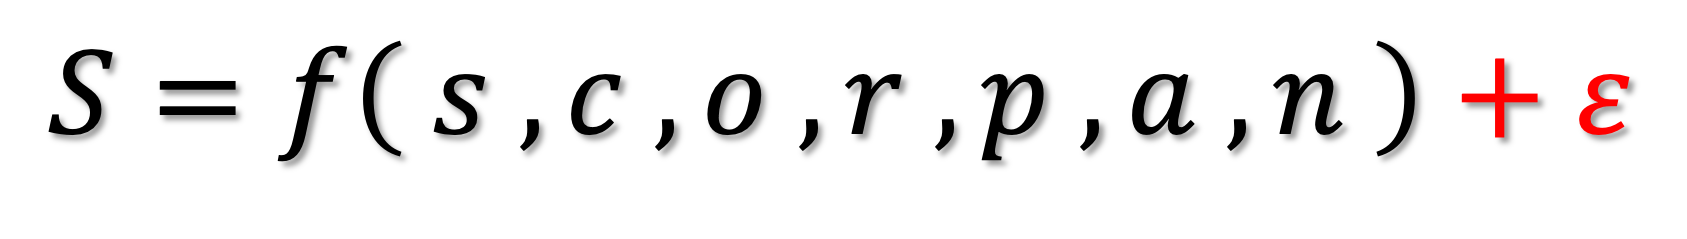 S = f( s , c , o , r , p , a , n ) + ε